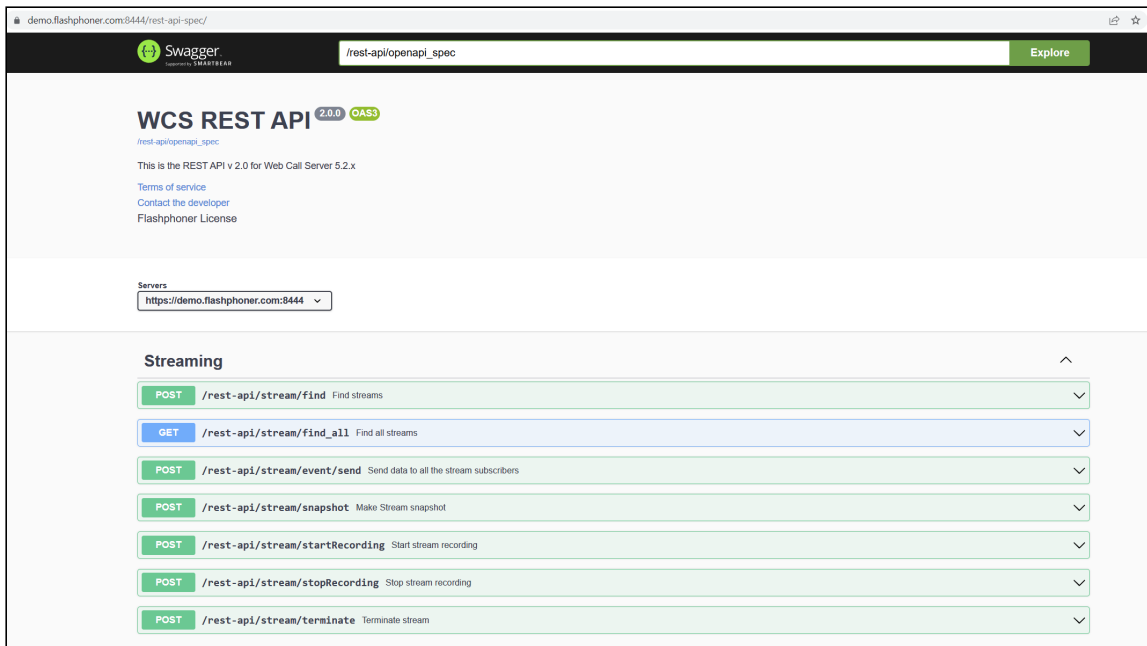 demo.flashphoner.com:8444/rest-api-spec/
Swagger.
Supported by SMARTBEAR
/rest-api/openapi_spec
Explore
WCS REST API 2.0.0 OAS3
/rest-api/openapi_spec
This is the REST API v 2.0 for Web Call Server 5.2.x
Terms of service
Contact the developer
Flashphoner License
Servers
https://demo.flashphoner.com:8444
Streaming
POST /rest-api/stream/find Find streams
GET /rest-api/stream/find_all Find all streams
POST /rest-api/stream/event/send Send data to all the stream subscribers
POST /rest-api/stream/snapshot Make Stream snapshot
POST /rest-api/stream/startRecording Start stream recording
POST /rest-api/stream/stopRecording Stop stream recording
POST /rest-api/stream/terminate Terminate stream